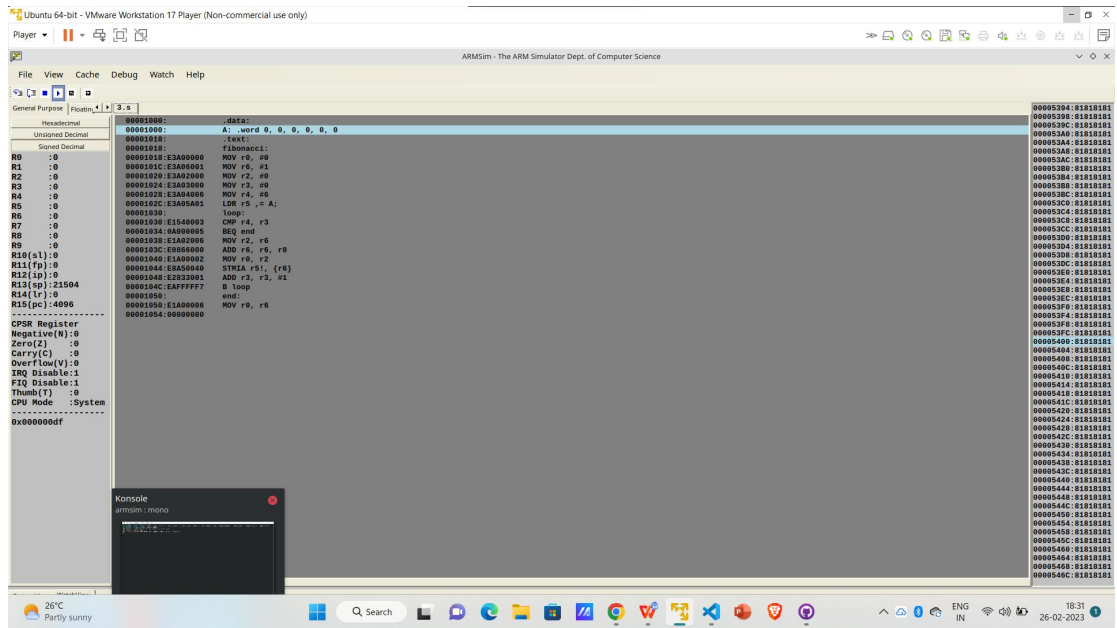 Ubuntu 64-bit - VMware Workstation 17 Player (Non-commercial use only)
Player
ARMSim - The ARM Simulator Dept. of Computer Science
File View Cache Debug Watch Help
General Purpose Floating
3.s
Hexadecimal
Unsigned Decimal
Signed Decimal
R0 :0
R1 :0
R2 :0
R3 :0
R4 :0
R5 :0
R6 :0
R7 :0
R8 :0
R9 :0
R10(sl):0
R11(fp):0
R12(ip):0
R13(sp):21504
R14(lr):0
R15(pc):4096
------------------
CPSR Register
Negative(N):0
Zero(Z) :0
Carry(C) :0
Overflow(V):0
IRQ Disable:1
FIQ Disable:1
Thumb(T) :0
CPU Mode :System
------------------
0x000000df
00001000: .data:
00001000: A: .word 0, 0, 0, 0, 0, 0
00001018: .text:
00001018: fibonacci:
00001018:E3A00000 MOV r0, #0
0000101C:E3A06001 MOV r6, #1
00001020:E3A02000 MOV r2, #0
00001024:E3A03000 MOV r3, #0
00001028:E3A04006 MOV r4, #6
0000102C:E3A05A01 LDR r5 ,= A;
00001030: loop:
00001030:E1540003 CMP r4, r3
00001034:0A000005 BEQ end
00001038:E1A02006 MOV r2, r6
0000103C:E0866000 ADD r6, r6, r0
00001040:E1A00002 MOV r0, r2
00001044:E8A50040 STMIA r5!, {r6}
00001048:E2833001 ADD r3, r3, #1
0000104C:EAFFFFF7 B loop
00001050: end:
00001050:E1A00006 MOV r0, r6
00001054:00000000
00005394:81818181
00005398:81818181
0000539C:81818181
000053A0:81818181
000053A4:81818181
000053A8:81818181
000053AC:81818181
000053B0:81818181
000053B4:81818181
000053B8:81818181
000053BC:81818181
000053C0:81818181
000053C4:81818181
000053C8:81818181
000053CC:81818181
000053D0:81818181
000053D4:81818181
000053D8:81818181
000053DC:81818181
000053E0:81818181
000053E4:81818181
000053E8:81818181
000053EC:81818181
000053F0:81818181
000053F4:81818181
000053F8:81818181
000053FC:81818181
00005400:81818181
00005404:81818181
00005408:81818181
0000540C:81818181
00005410:81818181
00005414:81818181
00005418:81818181
0000541C:81818181
00005420:81818181
00005424:81818181
00005428:81818181
0000542C:81818181
00005430:81818181
00005434:81818181
00005438:81818181
0000543C:81818181
00005440:81818181
00005444:81818181
00005448:81818181
0000544C:81818181
00005450:81818181
00005454:81818181
00005458:81818181
0000545C:81818181
00005460:81818181
00005464:81818181
00005468:81818181
0000546C:81818181
Konsole
armsim : mono
26°C
Partly sunny
Search
ENG
IN
18:31
26-02-2023
1